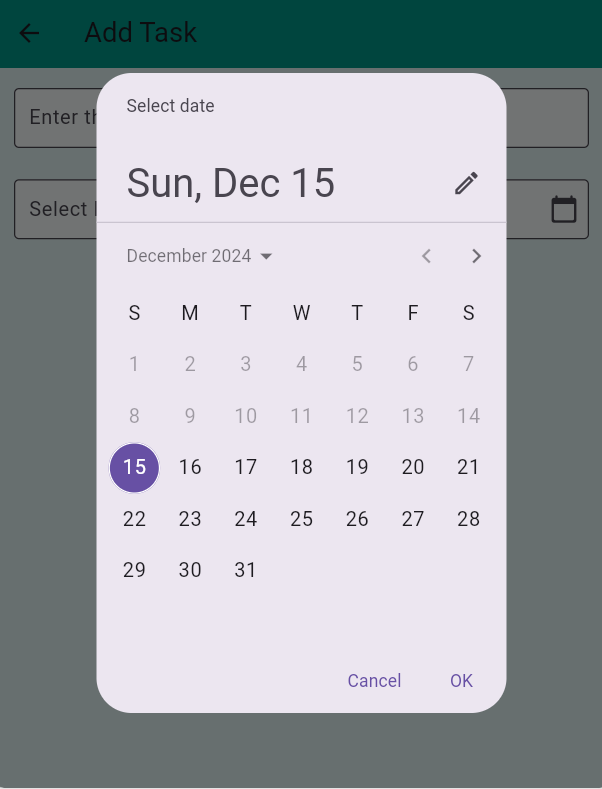 Add Task
Enter th
Select
Select date
Sun, Dec 15
December 2024
S M T W T F S
1 2 3 4 5 6 7
8 9 10 11 12 13 14
15 16 17 18 19 20 21
22 23 24 25 26 27 28
29 30 31
Cancel OK